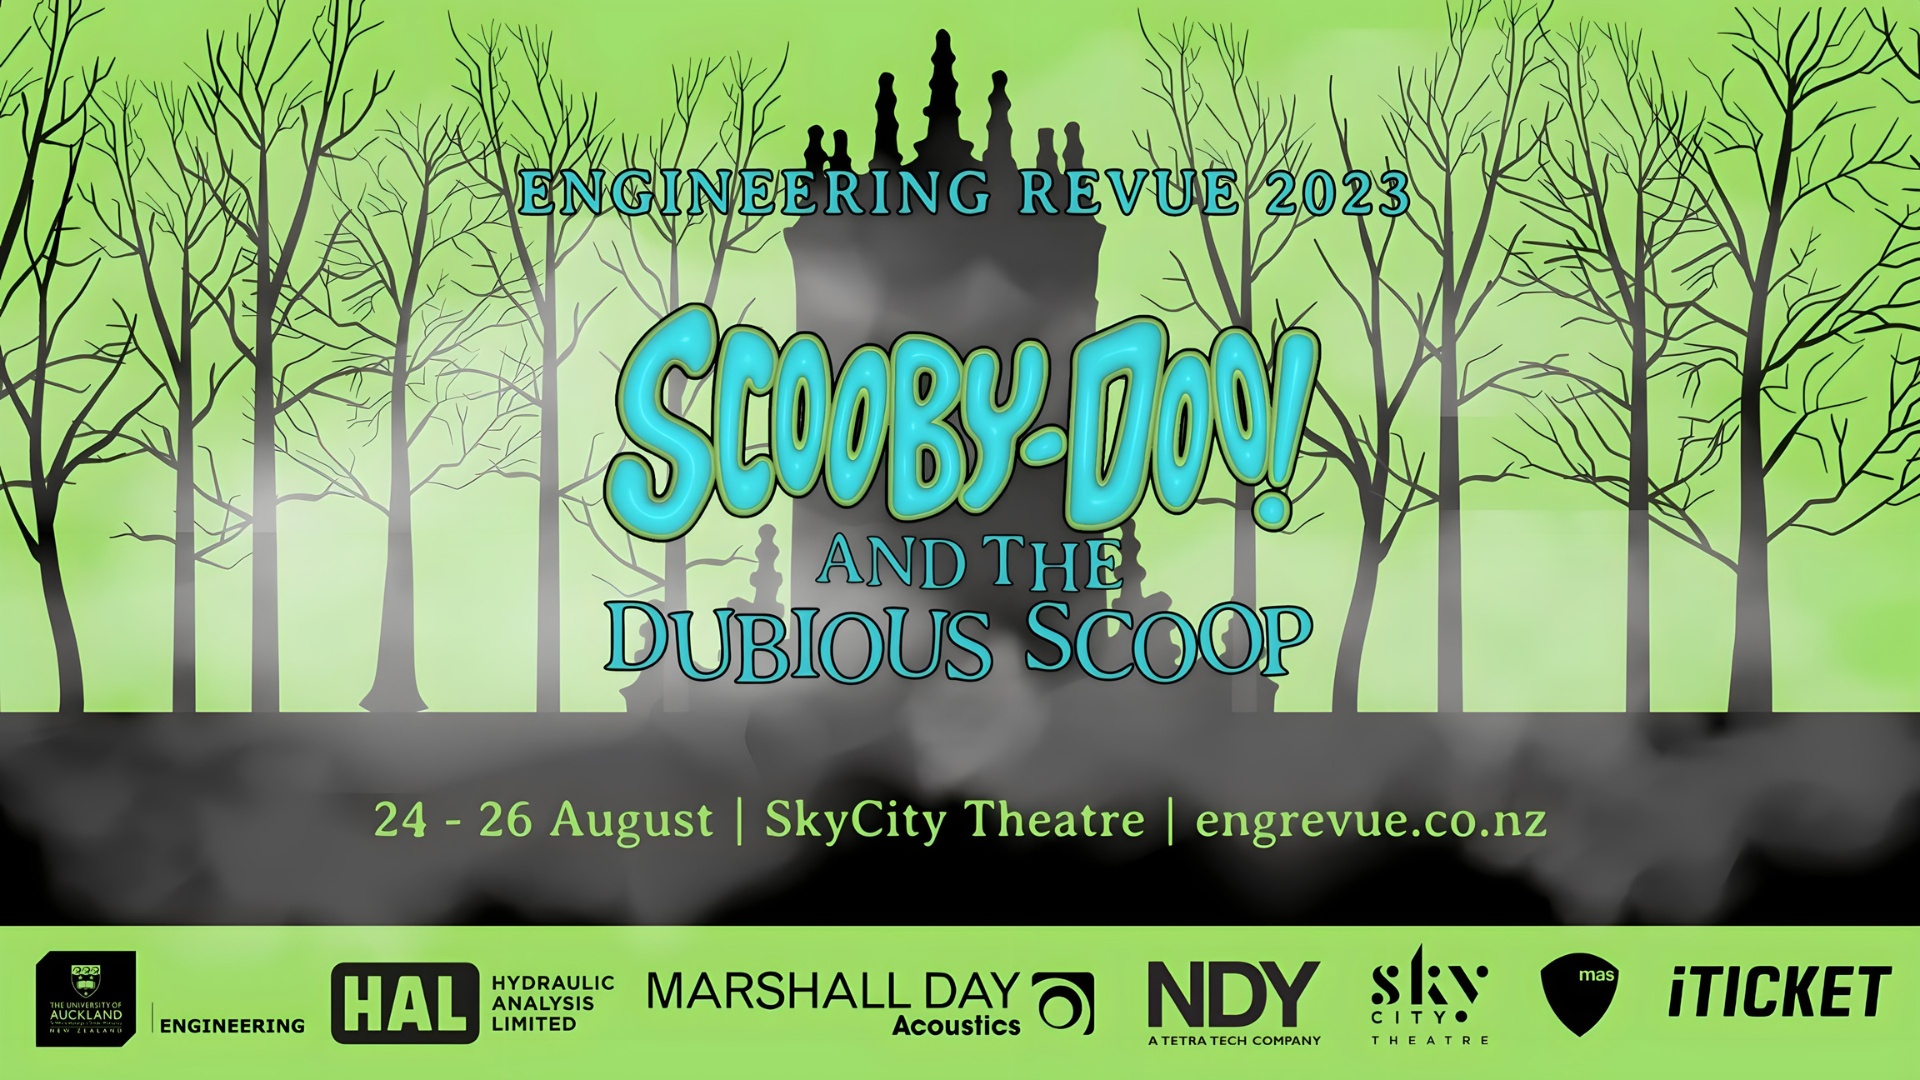 ENGINEERING REVUE 2023
SCOOBY-DOO!
AND THE
DUBIOUS SCOOP
24 - 26 August | SkyCity Theatre | engrevue.co.nz
THE UNIVERSITY OF
AUCKLAND
NEW ZEALAND
ENGINEERING
HAL
HYDRAULIC
ANALYSIS
LIMITED
MARSHALL DAY
Acoustics
NDY
A TETRA TECH COMPANY
sky
CITY.
THEATRE
mas
iTICKET